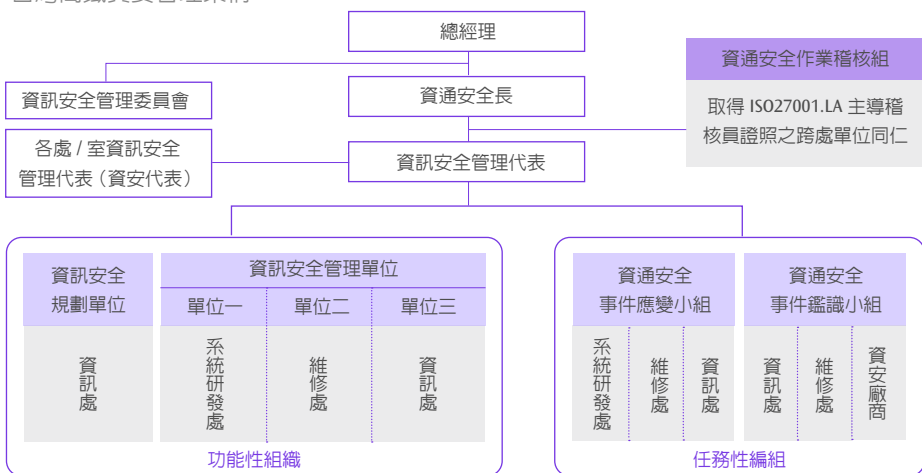 總經理
資訊安全管理委員會
資通安全長
資通安全作業稽核組
取得 ISO27001.LA 主導稽
核員證照之跨處單位同仁
各處 / 室資訊安全
管理代表（資安代表）
資訊安全管理代表
資訊安全
規劃單位
資訊安全管理單位
單位一
單位二
單位三
資訊處
系統研發處
維修處
資訊處
功能性組織
資通安全
事件應變小組
資通安全
事件鑑識小組
系統研發處
維修處
資訊處
資訊處
維修處
資安廠商
任務性編組